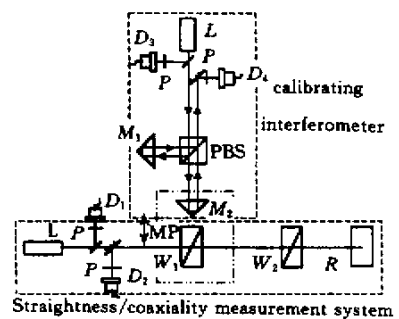 D₃ L
P
P D₄
calibrating
interferometer
M₁ PBS
M₂
D₁
L P MP
W₁ W₂ R
P D₂
Straightness/coaxiality measurement system